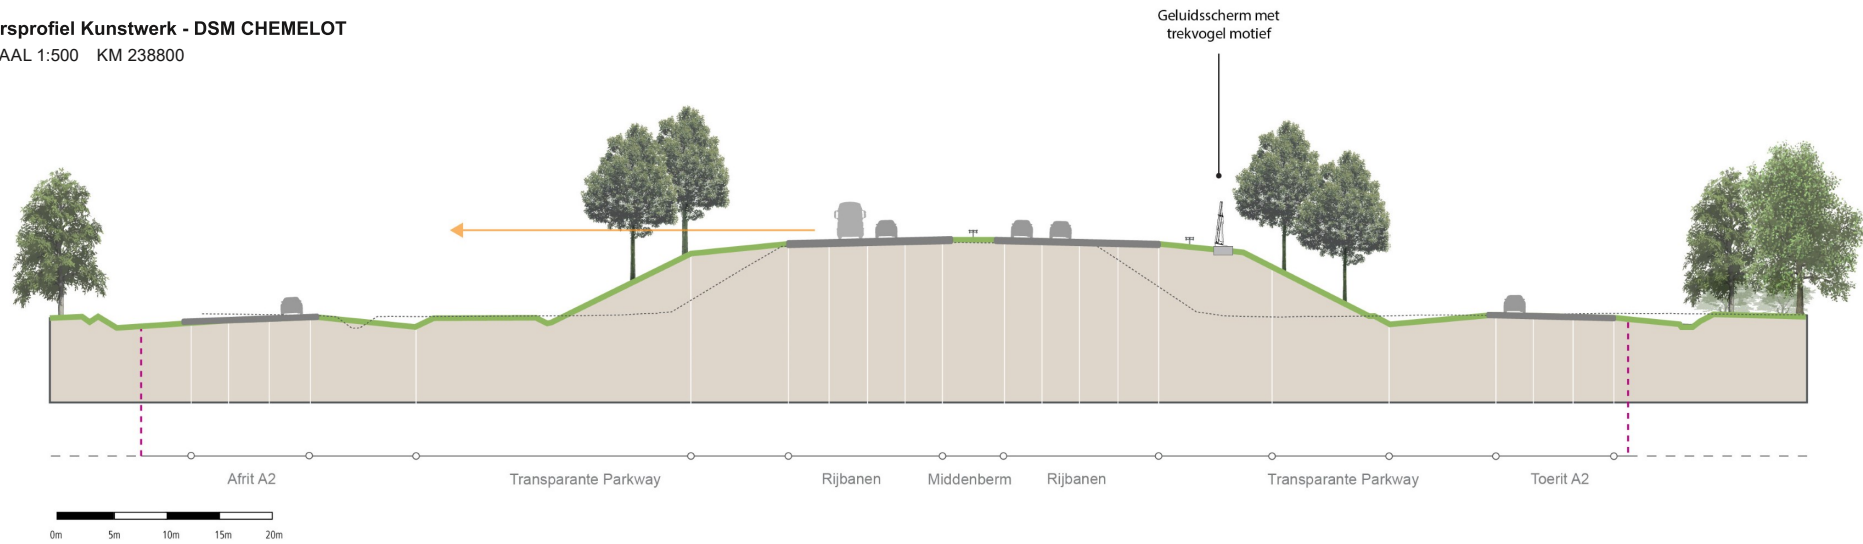 rsprofiel Kunstwerk - DSM CHEMELOT
AAL 1:500 KM 238800
Geluidsscherm met
trekvogel motief
Afrit A2
Transparante Parkway
Rijbanen
Middenberm
Rijbanen
Transparante Parkway
Toerit A2
0m 5m 10m 15m 20m